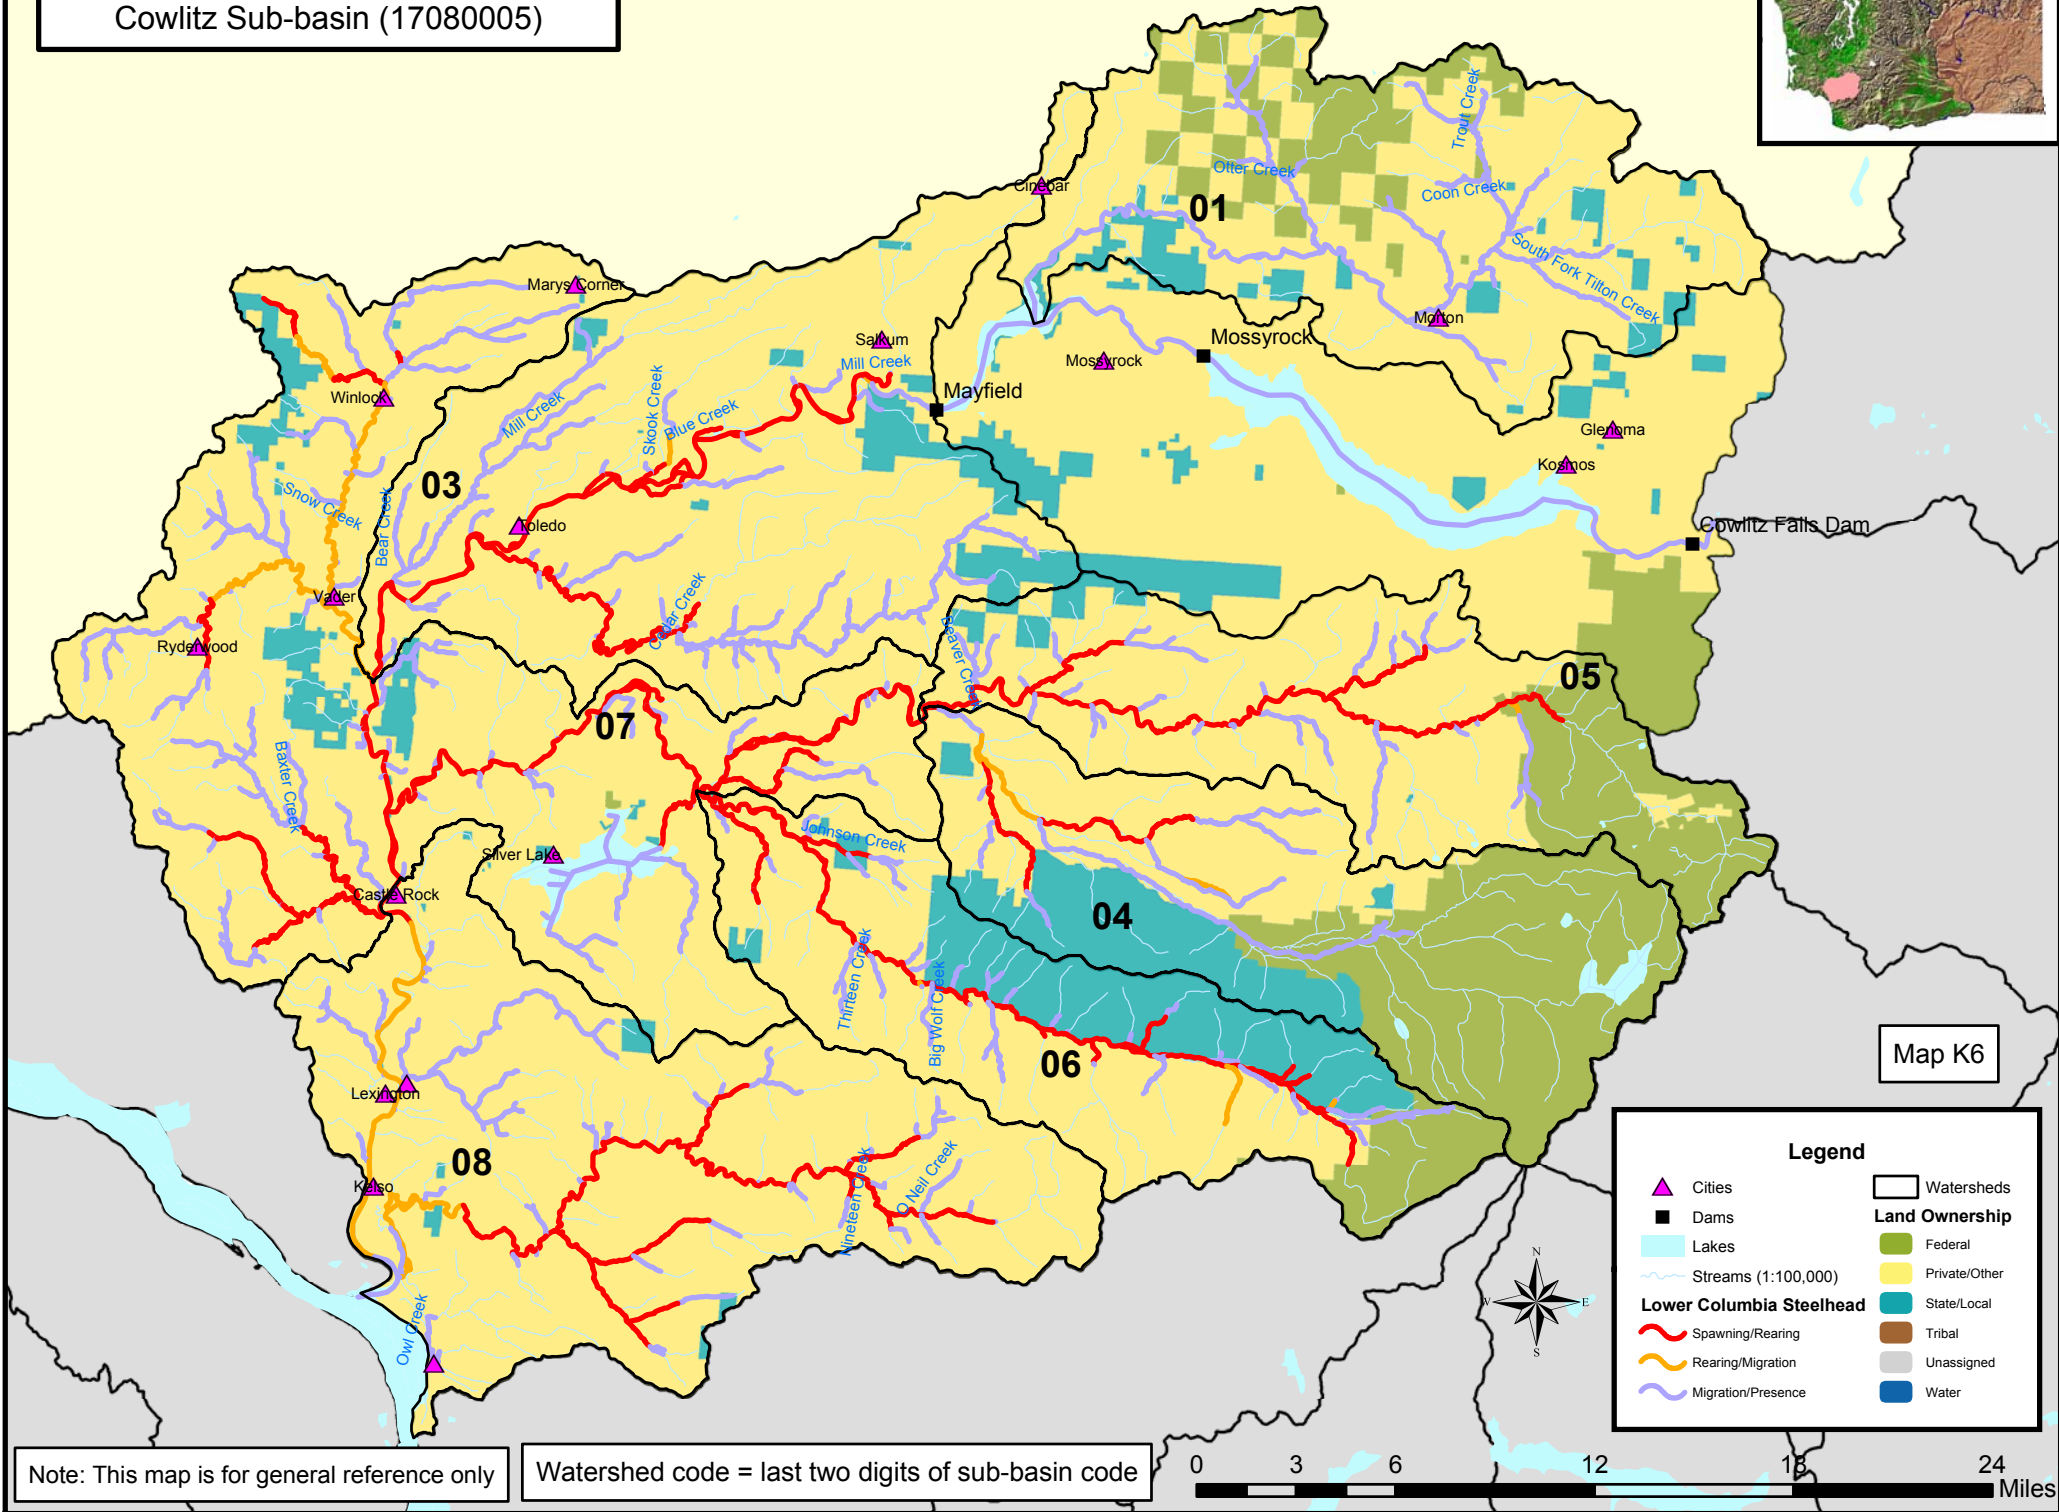 Cowlitz Sub-basin (17080005)
Trout Creek
Otter Creek
Cinebar
Coon Creek
01
South Fork Tilton Creek
Marys Corner
Morton
Mossyrock
Salkum
Mill Creek
Mossyrock
Mayfield
Winlock
Skook Creek
Blue Creek
Mill Creek
Glenoma
Kosmos
03
Snow Creek
Bear Creek
Toledo
Cowlitz Falls Dam
Vader
Cedar Creek
Beaver Creek
Ryderwood
05
07
Baxter Creek
Johnson Creek
Silver Lake
Castle Rock
04
Thirteen Creek
Big Wolf Creek
06
Map K6
Lexington
08
Kelso
Nineteen Creek
O Neil Creek
Owl Creek
Legend
Cities
Dams
Lakes
Streams (1:100,000)
Lower Columbia Steelhead
Spawning/Rearing
Rearing/Migration
Migration/Presence
Watersheds
Land Ownership
Federal
Private/Other
State/Local
Tribal
Unassigned
Water
N
W E
S
Note: This map is for general reference only
Watershed code = last two digits of sub-basin code
0 3 6 12 18 24
Miles